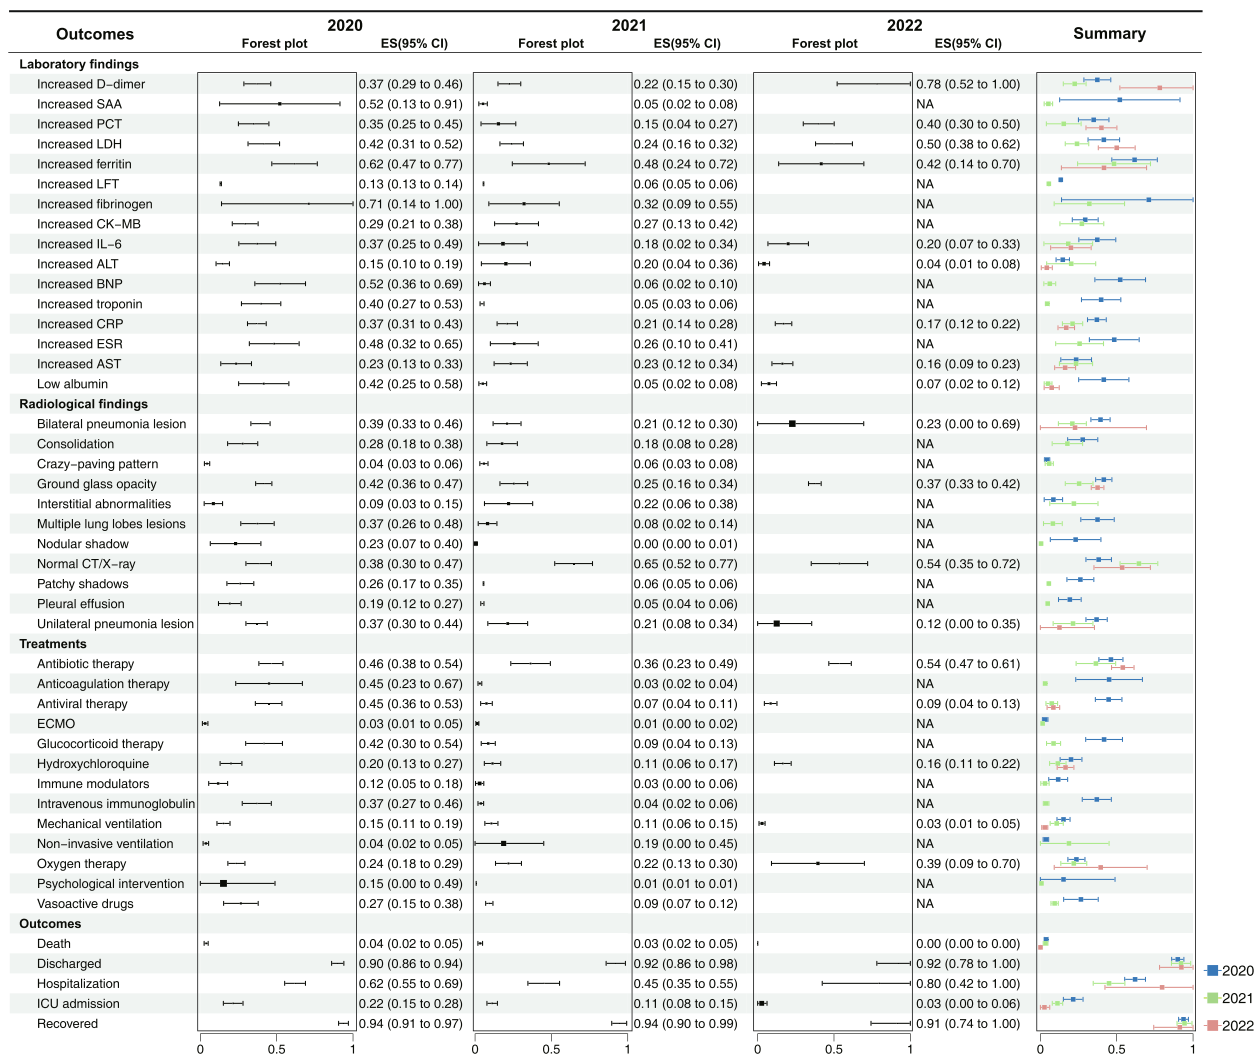 Outcomes 2020 2021 2022 Summary
Forest plot ES(95% CI) Forest plot ES(95% CI) Forest plot ES(95% CI)
Laboratory findings
Increased D−dimer 0.37 (0.29 to 0.46) 0.22 (0.15 to 0.30) 0.78 (0.52 to 1.00)
Increased SAA 0.52 (0.13 to 0.91) 0.05 (0.02 to 0.08) NA
Increased PCT 0.35 (0.25 to 0.45) 0.15 (0.04 to 0.27) 0.40 (0.30 to 0.50)
Increased LDH 0.42 (0.31 to 0.52) 0.24 (0.16 to 0.32) 0.50 (0.38 to 0.62)
Increased ferritin 0.62 (0.47 to 0.77) 0.48 (0.24 to 0.72) 0.42 (0.14 to 0.70)
Increased LFT 0.13 (0.13 to 0.14) 0.06 (0.05 to 0.06) NA
Increased fibrinogen 0.71 (0.14 to 1.00) 0.32 (0.09 to 0.55) NA
Increased CK−MB 0.29 (0.21 to 0.38) 0.27 (0.13 to 0.42) NA
Increased IL−6 0.37 (0.25 to 0.49) 0.18 (0.02 to 0.34) 0.20 (0.07 to 0.33)
Increased ALT 0.15 (0.10 to 0.19) 0.20 (0.04 to 0.36) 0.04 (0.01 to 0.08)
Increased BNP 0.52 (0.36 to 0.69) 0.06 (0.02 to 0.10) NA
Increased troponin 0.40 (0.27 to 0.53) 0.05 (0.03 to 0.06) NA
Increased CRP 0.37 (0.31 to 0.43) 0.21 (0.14 to 0.28) 0.17 (0.12 to 0.22)
Increased ESR 0.48 (0.32 to 0.65) 0.26 (0.10 to 0.41) NA
Increased AST 0.23 (0.13 to 0.33) 0.23 (0.12 to 0.34) 0.16 (0.09 to 0.23)
Low albumin 0.42 (0.25 to 0.58) 0.05 (0.02 to 0.08) 0.07 (0.02 to 0.12)
Radiological findings
Bilateral pneumonia lesion 0.39 (0.33 to 0.46) 0.21 (0.12 to 0.30) 0.23 (0.00 to 0.69)
Consolidation 0.28 (0.18 to 0.38) 0.18 (0.08 to 0.28) NA
Crazy−paving pattern 0.04 (0.03 to 0.06) 0.06 (0.03 to 0.08) NA
Ground glass opacity 0.42 (0.36 to 0.47) 0.25 (0.16 to 0.34) 0.37 (0.33 to 0.42)
Interstitial abnormalities 0.09 (0.03 to 0.15) 0.22 (0.06 to 0.38) NA
Multiple lung lobes lesions 0.37 (0.26 to 0.48) 0.08 (0.02 to 0.14) NA
Nodular shadow 0.23 (0.07 to 0.40) 0.00 (0.00 to 0.01) NA
Normal CT/X−ray 0.38 (0.30 to 0.47) 0.65 (0.52 to 0.77) 0.54 (0.35 to 0.72)
Patchy shadows 0.26 (0.17 to 0.35) 0.06 (0.05 to 0.06) NA
Pleural effusion 0.19 (0.12 to 0.27) 0.05 (0.04 to 0.06) NA
Unilateral pneumonia lesion 0.37 (0.30 to 0.44) 0.21 (0.08 to 0.34) 0.12 (0.00 to 0.35)
Treatments
Antibiotic therapy 0.46 (0.38 to 0.54) 0.36 (0.23 to 0.49) 0.54 (0.47 to 0.61)
Anticoagulation therapy 0.45 (0.23 to 0.67) 0.03 (0.02 to 0.04) NA
Antiviral therapy 0.45 (0.36 to 0.53) 0.07 (0.04 to 0.11) 0.09 (0.04 to 0.13)
ECMO 0.03 (0.01 to 0.05) 0.01 (0.00 to 0.02) NA
Glucocorticoid therapy 0.42 (0.30 to 0.54) 0.09 (0.04 to 0.13) NA
Hydroxychloroquine 0.20 (0.13 to 0.27) 0.11 (0.06 to 0.17) 0.16 (0.11 to 0.22)
Immune modulators 0.12 (0.05 to 0.18) 0.03 (0.00 to 0.06) NA
Intravenous immunoglobulin 0.37 (0.27 to 0.46) 0.04 (0.02 to 0.06) NA
Mechanical ventilation 0.15 (0.11 to 0.19) 0.11 (0.06 to 0.15) 0.03 (0.01 to 0.05)
Non−invasive ventilation 0.04 (0.02 to 0.05) 0.19 (0.00 to 0.45) NA
Oxygen therapy 0.24 (0.18 to 0.29) 0.22 (0.13 to 0.30) 0.39 (0.09 to 0.70)
Psychological intervention 0.15 (0.00 to 0.49) 0.01 (0.01 to 0.01) NA
Vasoactive drugs 0.27 (0.15 to 0.38) 0.09 (0.07 to 0.12) NA
Outcomes
Death 0.04 (0.02 to 0.05) 0.03 (0.02 to 0.05) 0.00 (0.00 to 0.00)
Discharged 0.90 (0.86 to 0.94) 0.92 (0.86 to 0.98) 0.92 (0.78 to 1.00)
Hospitalization 0.62 (0.55 to 0.69) 0.45 (0.35 to 0.55) 0.80 (0.42 to 1.00)
ICU admission 0.22 (0.15 to 0.28) 0.11 (0.08 to 0.15) 0.03 (0.00 to 0.06)
Recovered 0.94 (0.91 to 0.97) 0.94 (0.90 to 0.99) 0.91 (0.74 to 1.00)
0 0.5 1 0 0.5 1 0 0.5 1 0 0.5 1
2020
2021
2022